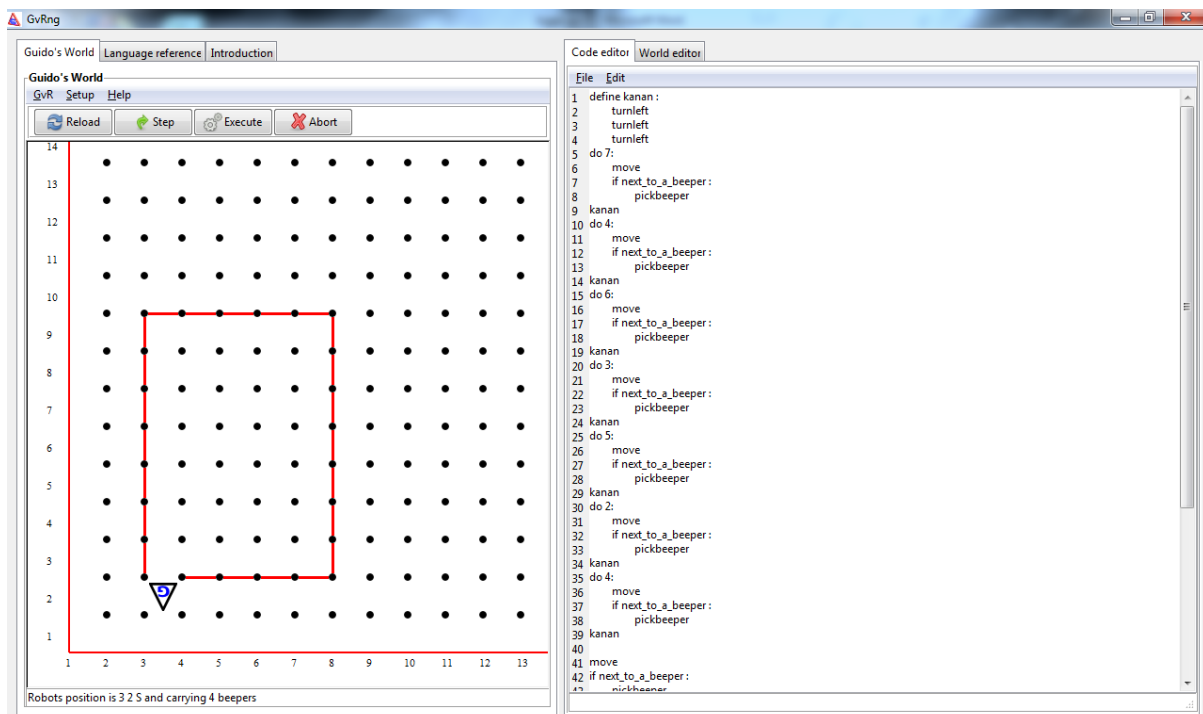 GvRng
Guido's World Language reference Introduction
Guido's World
GvR Setup Help
Reload Step Execute Abort
14
13
12
11
10
9
8
7
6
5
4
3
2
1
G
1 2 3 4 5 6 7 8 9 10 11 12 13
Robots position is 3 2 S and carrying 4 beepers
Code editor World editor
File Edit
1 define kanan :
2 turnleft
3 turnleft
4 turnleft
5 do 7:
6 move
7 if next_to_a_beeper :
8 pickbeeper
9 kanan
10 do 4:
11 move
12 if next_to_a_beeper :
13 pickbeeper
14 kanan
15 do 6:
16 move
17 if next_to_a_beeper :
18 pickbeeper
19 kanan
20 do 3:
21 move
22 if next_to_a_beeper :
23 pickbeeper
24 kanan
25 do 5:
26 move
27 if next_to_a_beeper :
28 pickbeeper
29 kanan
30 do 2:
31 move
32 if next_to_a_beeper :
33 pickbeeper
34 kanan
35 do 4:
36 move
37 if next_to_a_beeper :
38 pickbeeper
39 kanan
40
41 move
42 if next_to_a_beeper :
43 pickbeeper